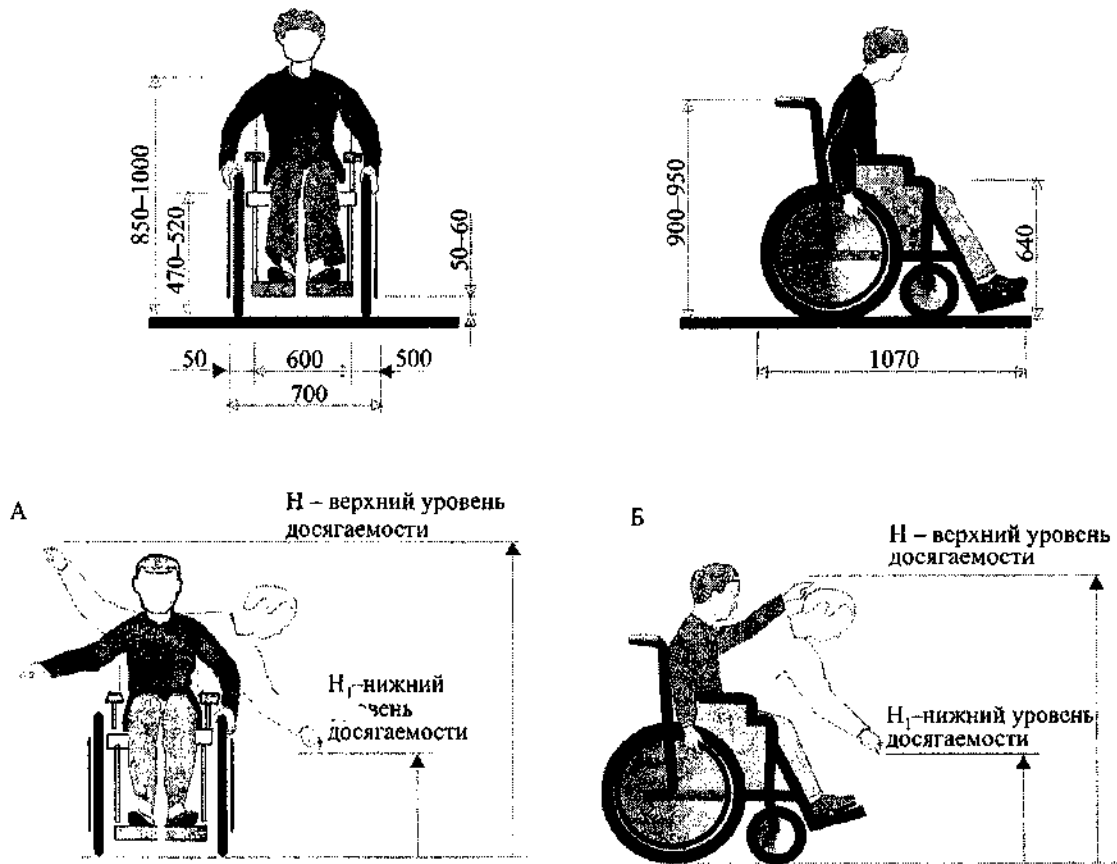 850–1000
470–520
50–60
50
600
500
700
900–950
640
1070
А
Н – верхний уровень
досягаемости
Н₁–нижний
досягаемости
Б
Н – верхний уровень
досягаемости
Н₁–нижний уровень
досягаемости